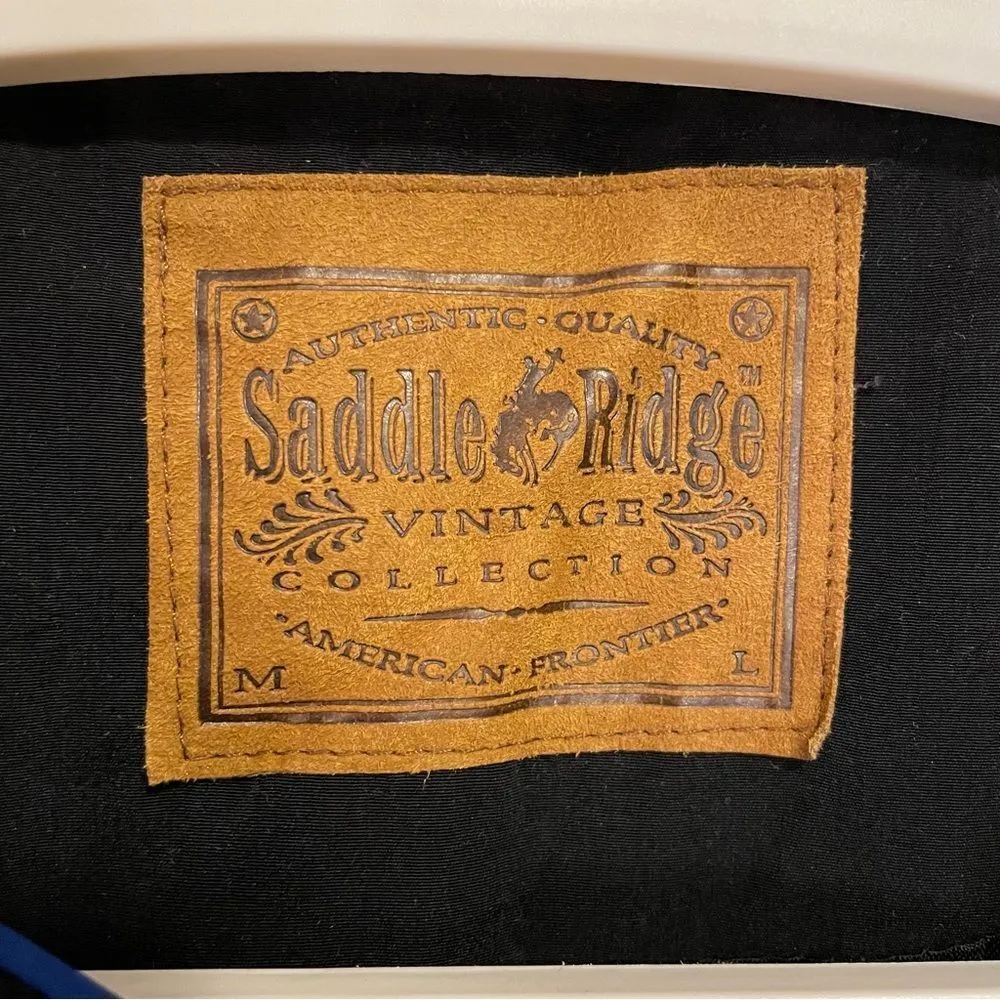 AUTHENTIC · QUALITY
Saddle Ridge™
VINTAGE
COLLECTION
· AMERICAN · FRONTIER ·
M L